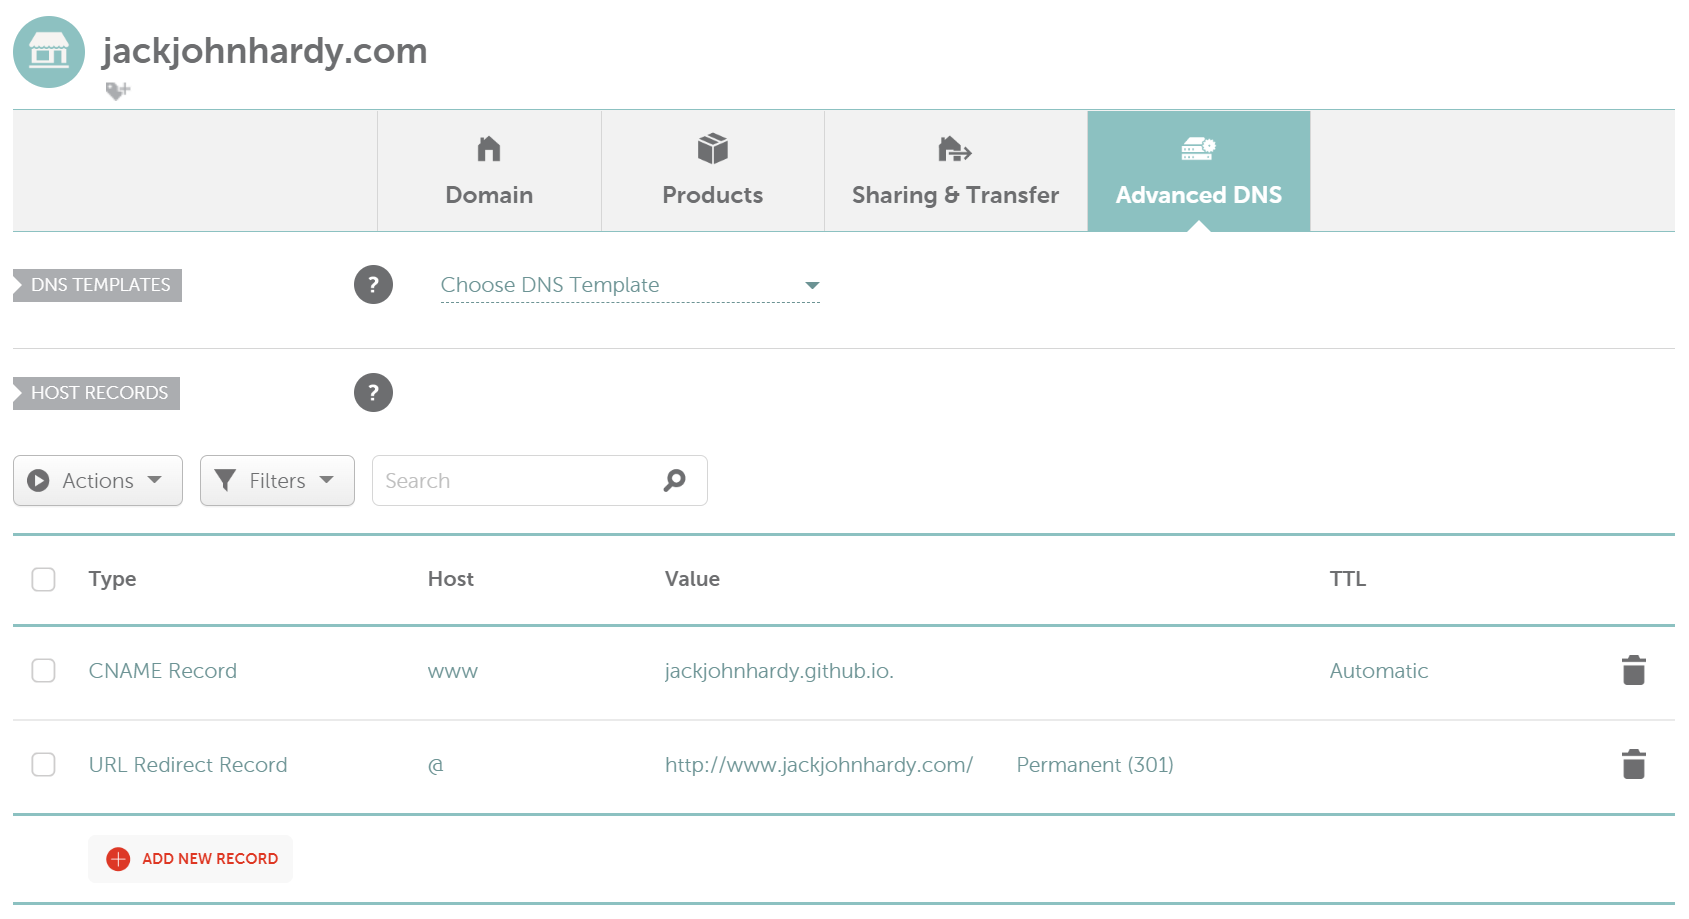 jackjohnhardy.com
Domain Products Sharing & Transfer Advanced DNS
DNS TEMPLATES ? Choose DNS Template
HOST RECORDS ?
Actions Filters Search
Type Host Value TTL
CNAME Record www jackjohnhardy.github.io. Automatic
URL Redirect Record @ http://www.jackjohnhardy.com/ Permanent (301)
ADD NEW RECORD